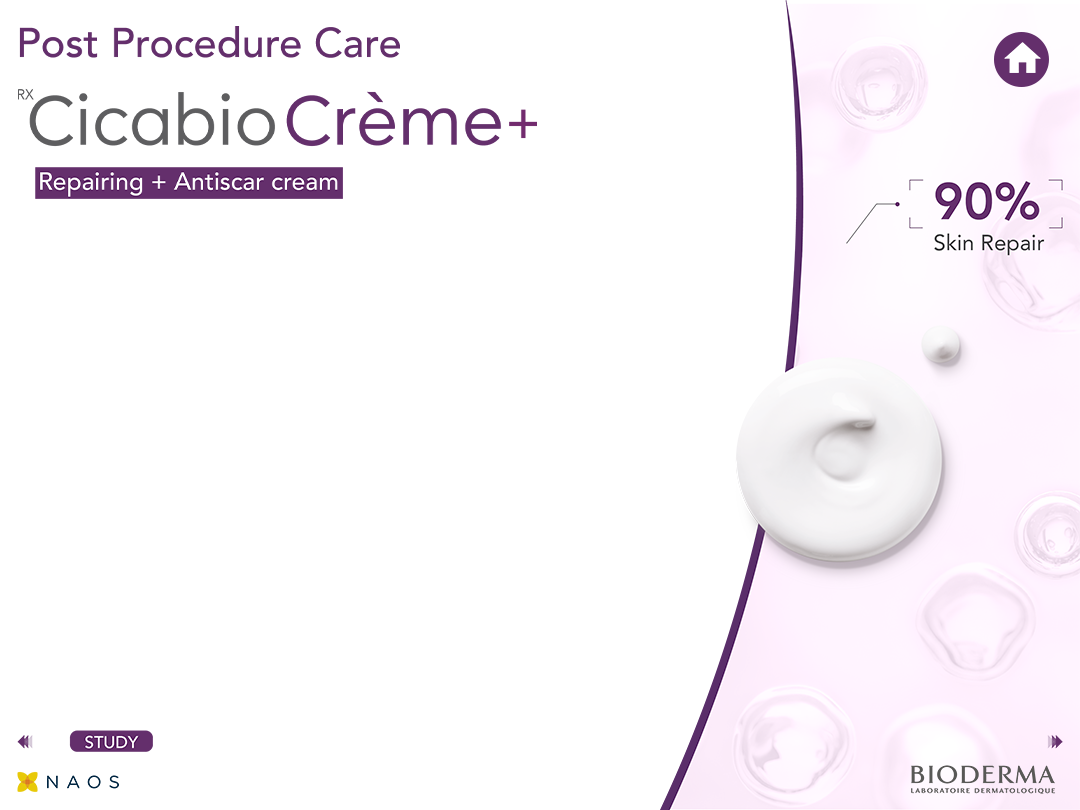 Post Procedure Care
RX Cicabio Crème+
Repairing + Antiscar cream
90%
Skin Repair
STUDY
NAOS
BIODERMA
LABORATOIRE DERMATOLOGIQUE